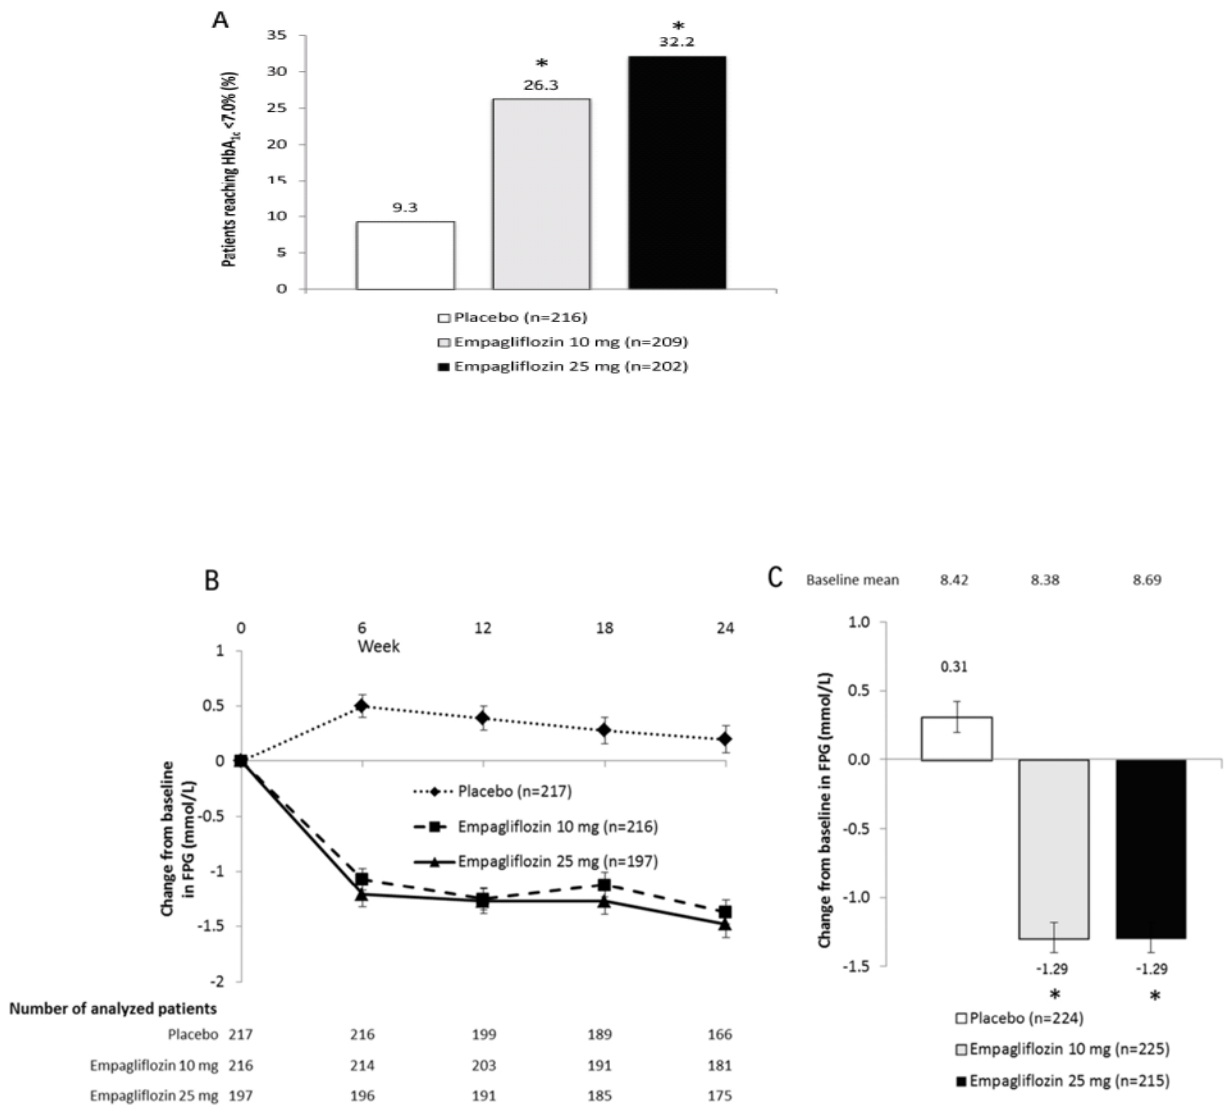 A
Patients reaching HbA1c <7.0% (%)
35
30
25
20
15
10
5
0
9.3
*
26.3
*
32.2
Placebo (n=216)
Empagliflozin 10 mg (n=209)
Empagliflozin 25 mg (n=202)
B
0 6 12 18 24
Week
Change from baseline
in FPG (mmol/L)
1
0.5
0
-0.5
-1
-1.5
-2
Placebo (n=217)
Empagliflozin 10 mg (n=216)
Empagliflozin 25 mg (n=197)
Number of analyzed patients
Placebo 217 216 199 189 166
Empagliflozin 10 mg 216 214 203 191 181
Empagliflozin 25 mg 197 196 191 185 175
C
Baseline mean 8.42 8.38 8.69
Change from baseline in FPG (mmol/L)
1.0
0.5
0.0
-0.5
-1.0
-1.5
0.31
-1.29 -1.29
* *
Placebo (n=224)
Empagliflozin 10 mg (n=225)
Empagliflozin 25 mg (n=215)